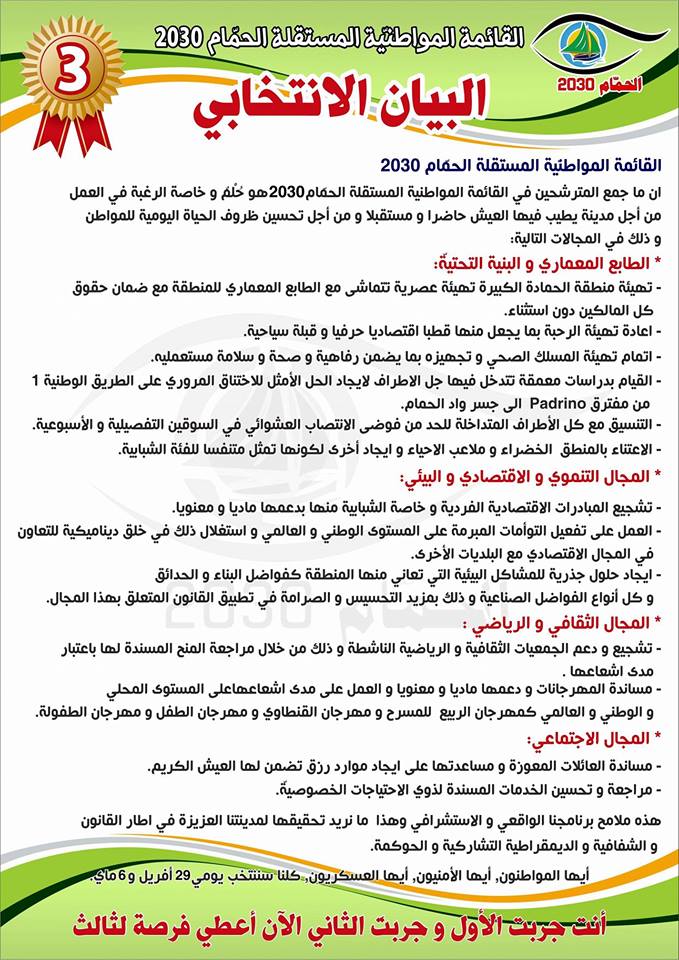 القائمة المواطنيّة المستقلة الحمّام 2030
الحمّام 2030
3
البيان الانتخابي
القائمة المواطنية المستقلة الحمّام 2030
ان ما جمع المترشحين في القائمة المواطنية المستقلة الحمّام2030هو حُلْمٌ و خاصة الرغبة في العمل
من أجل مدينة يطيب فيها العيش حاضرا و مستقبلا و من أجل تحسين ظروف الحياة اليومية للمواطن
و ذلك في المجالات التالية:
* الطابع المعماري و البنية التحتيّة:
- تهيئة منطقة الحمادة الكبيرة تهيئة عصرية تتماشى مع الطابع المعماري للمنطقة مع ضمان حقوق
كل المالكين دون استثناء.
- اعادة تهيئة الرحبة بما يجعل منها قطبا اقتصاديا حرفيا و قبلة سياحية.
- اتمام تهيئة المسلك الصحي و تجهيزه بما يضمن رفاهية و صحة و سلامة مستعمليه.
- القيام بدراسات معمقة تتدخل فيها جل الاطراف لايجاد الحل الأمثل للاختناق المروري على الطريق الوطنية 1
من مفترق Padrino الى جسر واد الحمام.
- التنسيق مع كل الأطراف المتداخلة للحد من فوضى الانتصاب العشوائي في السوقين التفصيلية و الأسبوعية.
- الاعتناء بالمنطق الخضراء و ملاعب الاحياء و ايجاد أخرى لكونها تمثل متنفسا للفئة الشبابية.
* المجال التنموي و الاقتصادي و البيئي:
- تشجيع المبادرات الاقتصادية الفردية و خاصة الشبابية منها بدعمها ماديا و معنويا.
- العمل على تفعيل التوأمات المبرمة على المستوى الوطني و العالمي و استغلال ذلك في خلق ديناميكية للتعاون
في المجال الاقتصادي مع البلديات الأخرى.
- ايجاد حلول جذرية للمشاكل البيئية التي تعاني منها المنطقة كفواضل البناء و الحدائق
و كل أنواع الفواضل الصناعية و ذلك بمزيد التحسيس و الصرامة في تطبيق القانون المتعلق بهذا المجال.
الحمّام 2030
* المجال الثقافي و الرياضي :
- تشجيع و دعم الجمعيات الثقافية و الرياضية الناشطة و ذلك من خلال مراجعة المنح المسندة لها باعتبار
مدى اشعاعها .
- مساندة المهرجانات و دعمها ماديا و معنويا و العمل على مدى اشعاعهاعلى المستوى المحلي
و الوطني و العالمي كمهرجان الربيع للمسرح و مهرجان القنطاوي و مهرجان الطفل و مهرجان الطفولة.
* المجال الاجتماعي:
- مساندة العائلات المعوزة و مساعدتها على ايجاد موارد رزق تضمن لها العيش الكريم.
- مراجعة و تحسين الخدمات المسندة لذوي الاحتياجات الخصوصيّة.
هذه ملامح برنامجنا الواقعي و الاستشرافي وهذا ما نريد تحقيقها لمدينتنا العزيزة في اطار القانون
و الشفافية و الديمقراطية التشاركية و الحوكمة.
أيها المواطنون, أيها الأمنيون, أيها العسكريون, كلنا سننتخب يومي 29 أفريل و6 ماي.
أنت جربت الأول و جربت الثاني الآن أعطي فرصة لثالث